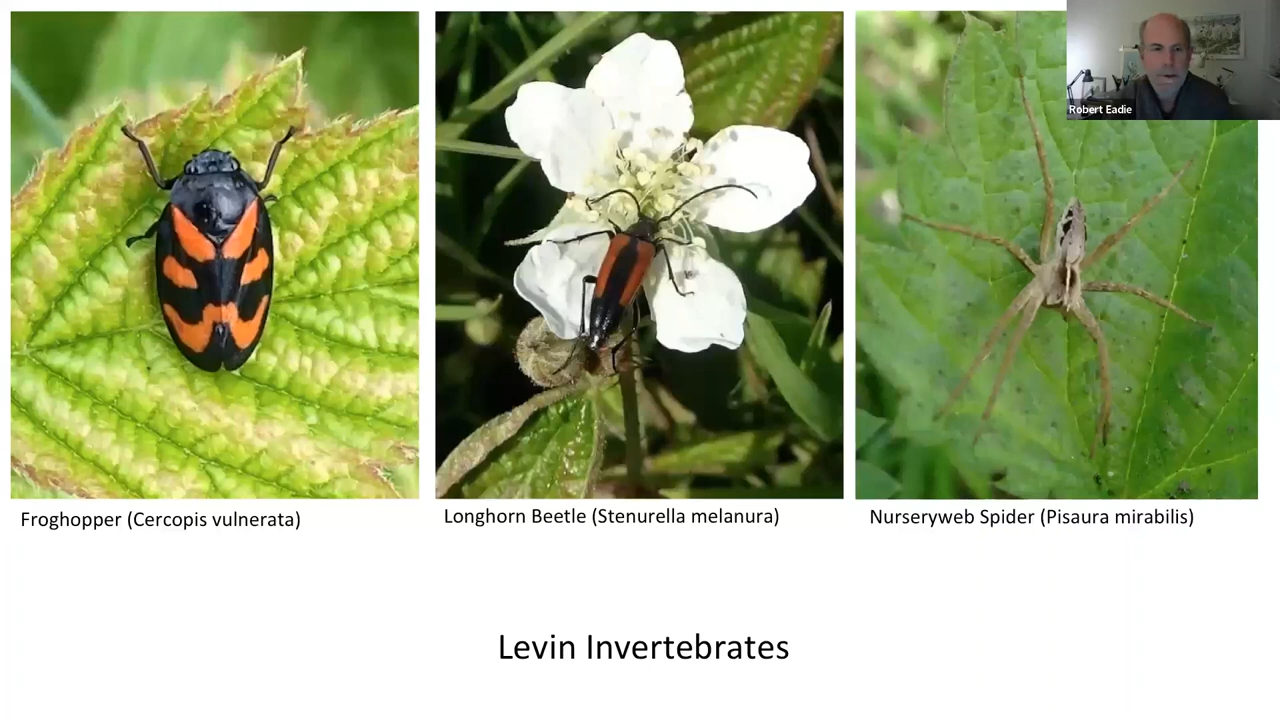 Robert Eadie
Froghopper (Cercopis vulnerata)
Longhorn Beetle (Stenurella melanura)
Nurseryweb Spider (Pisaura mirabilis)
Levin Invertebrates